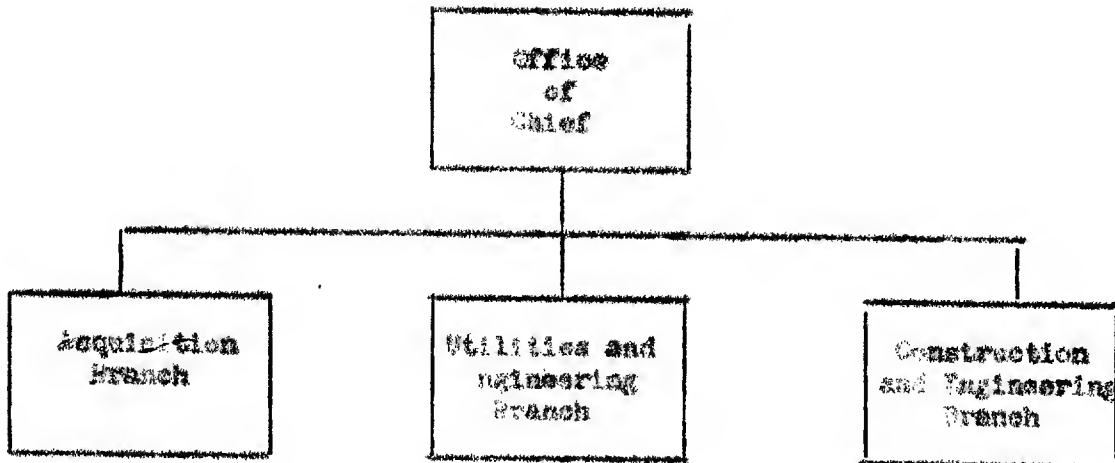 Office
of
Chief
Acquisition
Branch
Utilities and
Engineering
Branch
Construction
and Engineering
Branch